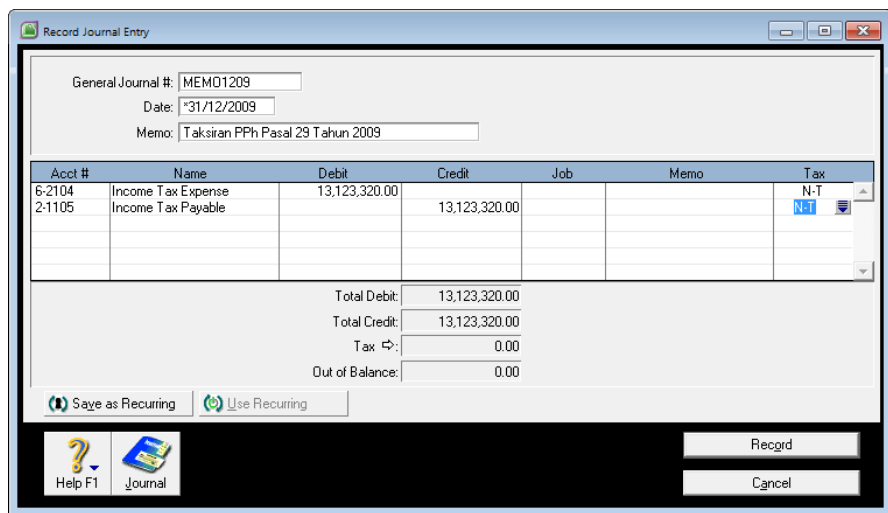 Record Journal Entry
General Journal #: MEMO1209
Date: *31/12/2009
Memo: Taksiran PPh Pasal 29 Tahun 2009
Acct # Name Debit Credit Job Memo Tax
6-2104 Income Tax Expense 13,123,320.00 N-T
2-1105 Income Tax Payable 13,123,320.00 N-T
Total Debit: 13,123,320.00
Total Credit: 13,123,320.00
Tax ⇨: 0.00
Out of Balance: 0.00
Save as Recurring Use Recurring
Help F1 Journal
Record
Cancel